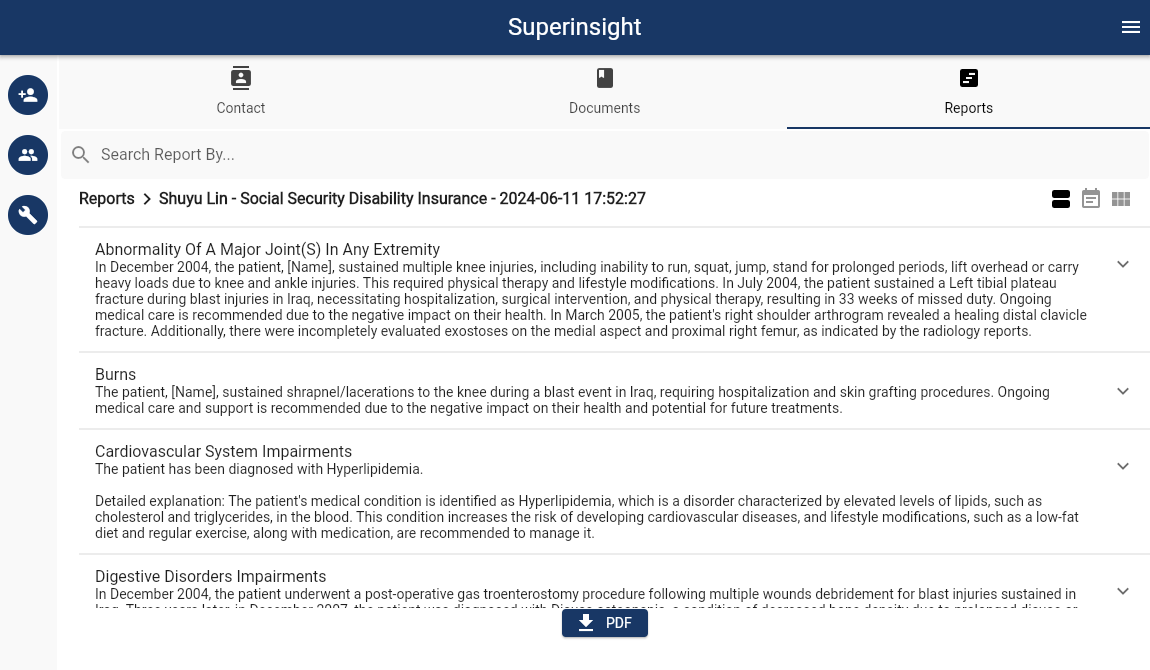 Superinsight
Contact
Documents
Reports
Search Report By...
Reports > Shuyu Lin - Social Security Disability Insurance - 2024-06-11 17:52:27
Abnormality Of A Major Joint(S) In Any Extremity
In December 2004, the patient, [Name], sustained multiple knee injuries, including inability to run, squat, jump, stand for prolonged periods, lift overhead or carry
heavy loads due to knee and ankle injuries. This required physical therapy and lifestyle modifications. In July 2004, the patient sustained a Left tibial plateau
fracture during blast injuries in Iraq, necessitating hospitalization, surgical intervention, and physical therapy, resulting in 33 weeks of missed duty. Ongoing
medical care is recommended due to the negative impact on their health. In March 2005, the patient's right shoulder arthrogram revealed a healing distal clavicle
fracture. Additionally, there were incompletely evaluated exostoses on the medial aspect and proximal right femur, as indicated by the radiology reports.
Burns
The patient, [Name], sustained shrapnel/lacerations to the knee during a blast event in Iraq, requiring hospitalization and skin grafting procedures. Ongoing
medical care and support is recommended due to the negative impact on their health and potential for future treatments.
Cardiovascular System Impairments
The patient has been diagnosed with Hyperlipidemia.
Detailed explanation: The patient's medical condition is identified as Hyperlipidemia, which is a disorder characterized by elevated levels of lipids, such as
cholesterol and triglycerides, in the blood. This condition increases the risk of developing cardiovascular diseases, and lifestyle modifications, such as a low-fat
diet and regular exercise, along with medication, are recommended to manage it.
Digestive Disorders Impairments
In December 2004, the patient underwent a post-operative gas troenterostomy procedure following multiple wounds debridement for blast injuries sustained in
PDF